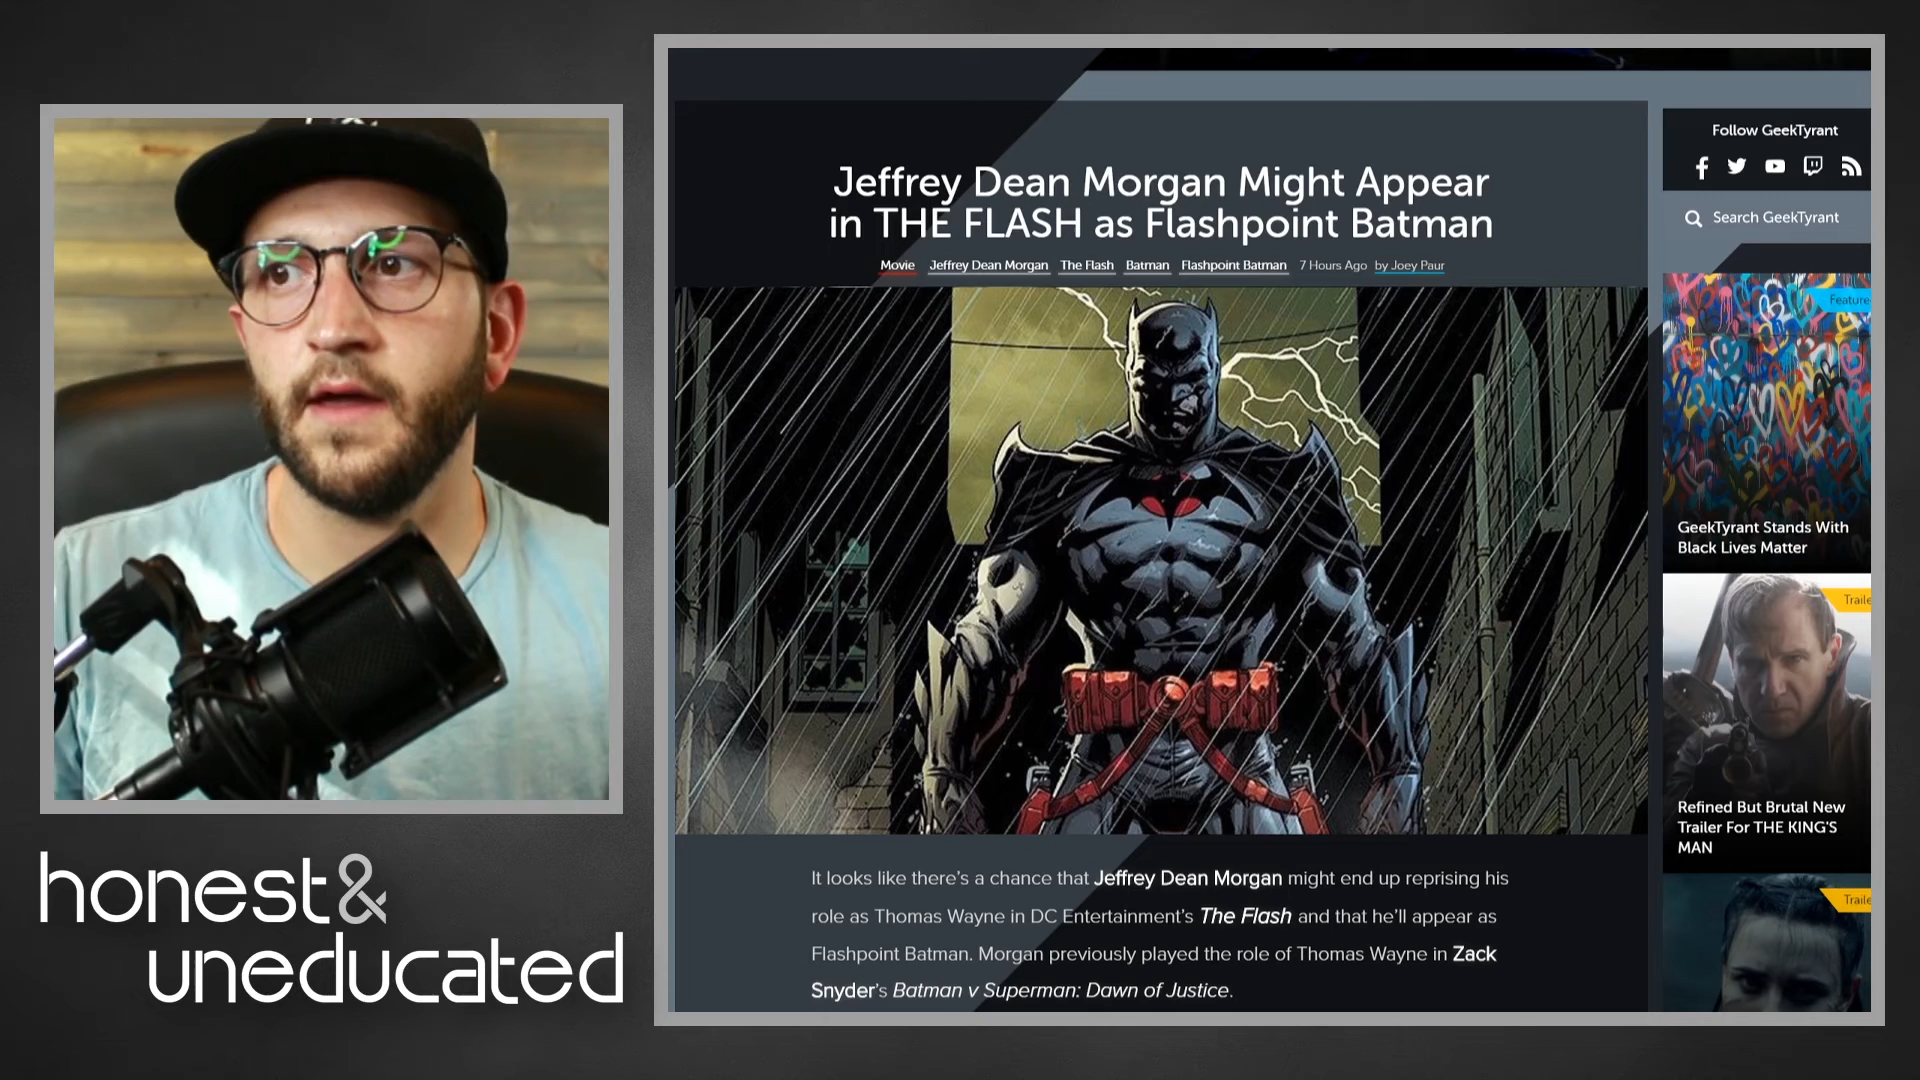 Jeffrey Dean Morgan Might Appear
in THE FLASH as Flashpoint Batman
Movie Jeffrey Dean Morgan The Flash Batman Flashpoint Batman 7 Hours Ago by Joey Paur
It looks like there's a chance that Jeffrey Dean Morgan might end up reprising his
role as Thomas Wayne in DC Entertainment's The Flash and that he'll appear as
Flashpoint Batman. Morgan previously played the role of Thomas Wayne in Zack
Snyder's Batman v Superman: Dawn of Justice.
Follow GeekTyrant
Search GeekTyrant
Feature
GeekTyrant Stands With
Black Lives Matter
Traile
Refined But Brutal New
Trailer For THE KING'S
MAN
Traile
honest&
uneducated